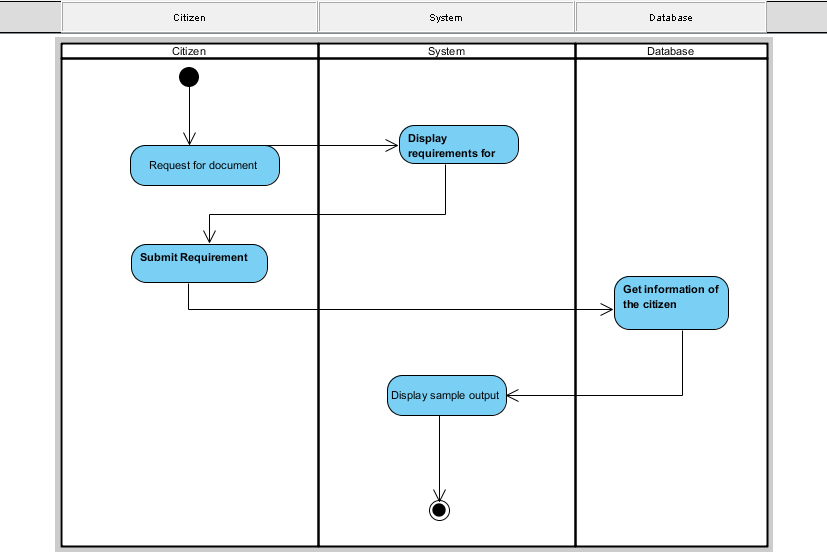 Citizen
System
Database
Citizen
System
Database
Request for document
Display
requirements for
Submit Requirement
Get information of
the citizen
Display sample output